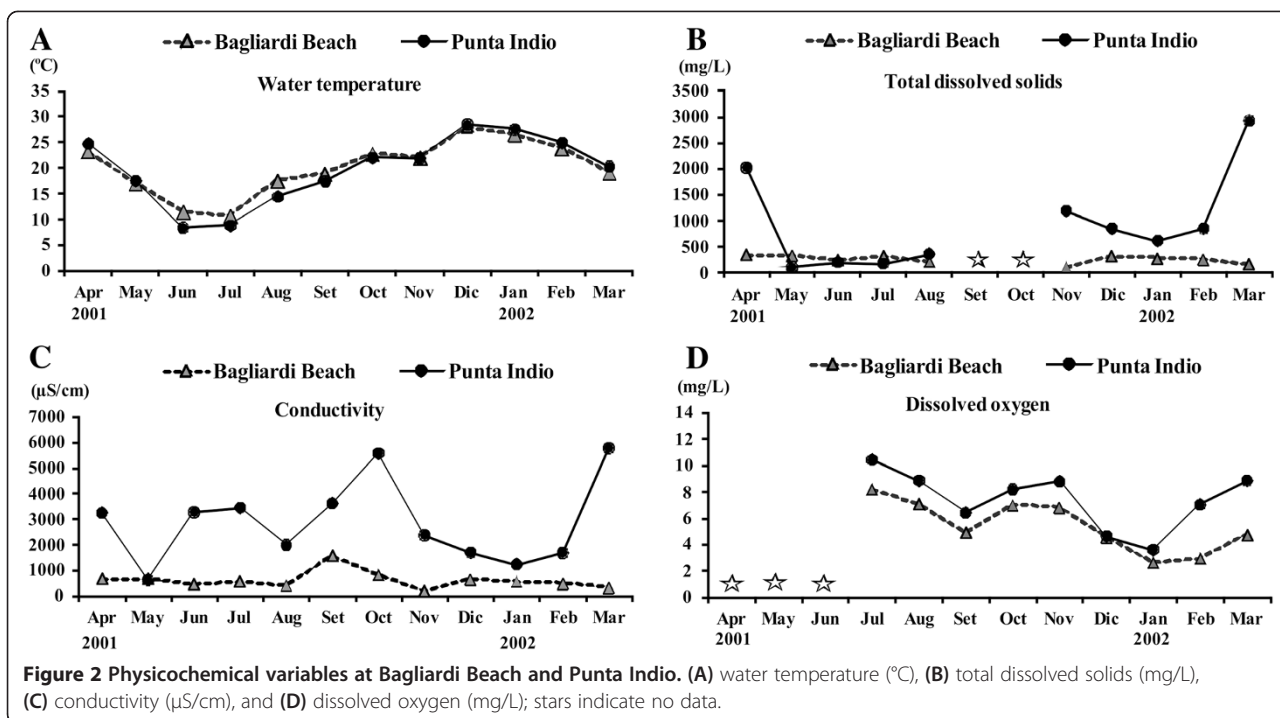 A
(ºC)
Bagliardi Beach Punta Indio
Water temperature
35
30
25
20
15
10
5
0
Apr May Jun Jul Aug Set Oct Nov Dic Jan Feb Mar
2001 2002
B
(mg/L)
Bagliardi Beach Punta Indio
Total dissolved solids
3500
3000
2500
2000
1500
1000
500
0
Apr May Jun Jul Aug Set Oct Nov Dic Jan Feb Mar
2001 2002
C
(µS/cm)
Bagliardi Beach Punta Indio
Conductivity
7000
6000
5000
4000
3000
2000
1000
0
Apr May Jun Jul Aug Set Oct Nov Dic Jan Feb Mar
2001 2002
D
(mg/L)
Bagliardi Beach Punta Indio
Dissolved oxygen
14
12
10
8
6
4
2
0
Apr May Jun Jul Aug Set Oct Nov Dic Jan Feb Mar
2001 2002
Figure 2 Physicochemical variables at Bagliardi Beach and Punta Indio. (A) water temperature (°C), (B) total dissolved solids (mg/L),
(C) conductivity (µS/cm), and (D) dissolved oxygen (mg/L); stars indicate no data.